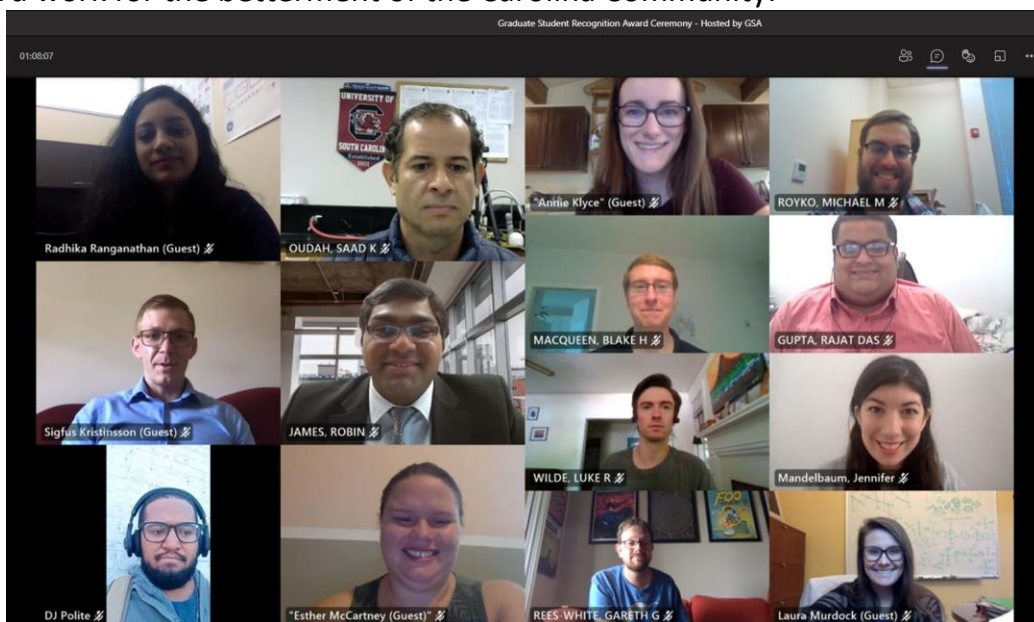 d work for the betterment of the Carolina Community.
Graduate Student Recognition Award Ceremony - Hosted by GSA
01:08:07
UNIVERSITY OF
SOUTH CAROLINA
Radhika Ranganathan (Guest)
OUDAH, SAAD K
"Annie Klyce" (Guest)
ROYKO, MICHAEL M
MACQUEEN, BLAKE H
GUPTA, RAJAT DAS
Sigfus Kristinsson (Guest)
JAMES, ROBIN
WILDE, LUKE R
Mandelbaum, Jennifer
FOO
DJ Polite
"Esther McCartney (Guest)"
REES-WHITE, GARETH G
Laura Murdock (Guest)